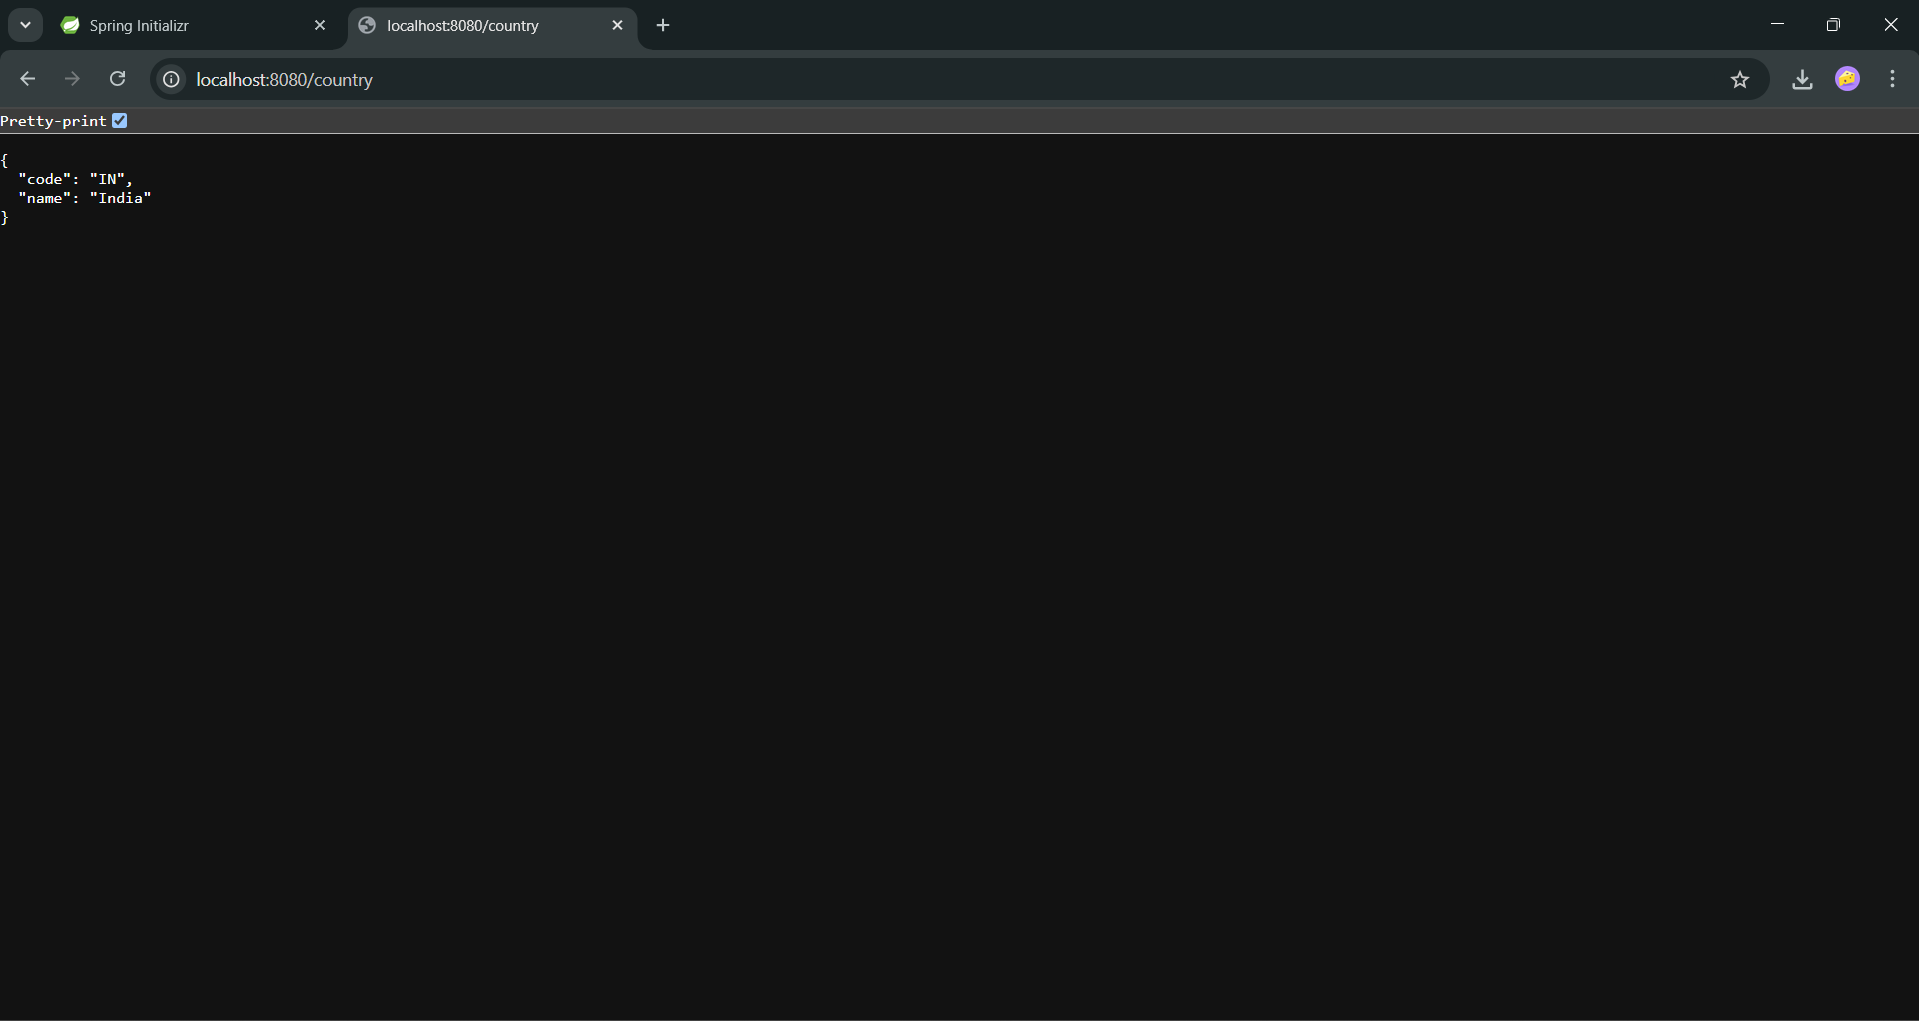 Spring Initializr
localhost:8080/country
localhost:8080/country
Pretty-print
{
  "code": "IN",
  "name": "India"
}